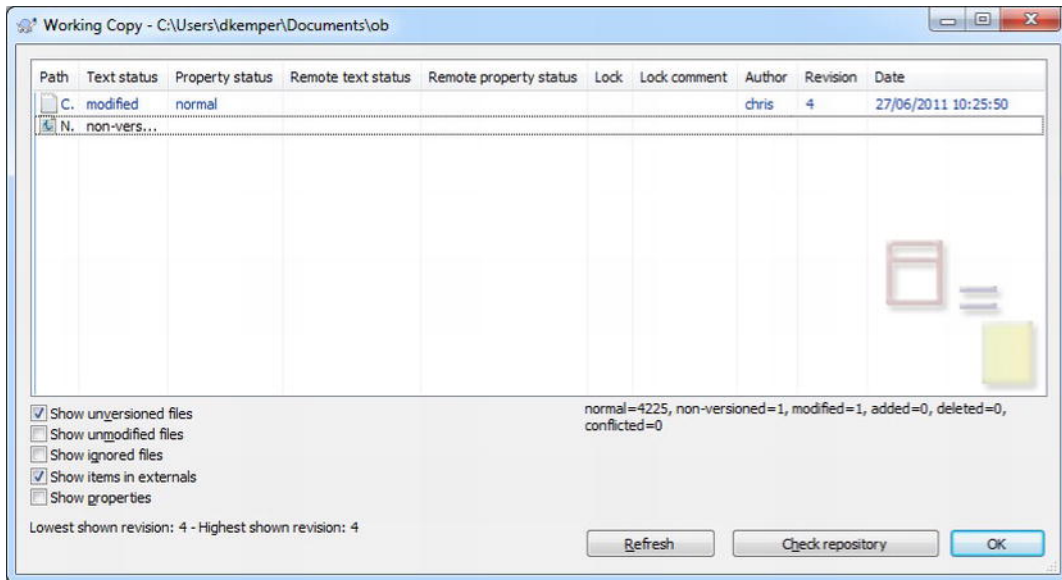 Working Copy - C:\Users\dkemper\Documents\ob
Path Text status Property status Remote text status Remote property status Lock Lock comment Author Revision Date
C. modified normal chris 4 27/06/2011 10:25:50
N. non-vers...
Show unversioned files
Show unmodified files
Show ignored files
Show items in externals
Show properties
normal=4225, non-versioned=1, modified=1, added=0, deleted=0,
conflicted=0
Lowest shown revision: 4 - Highest shown revision: 4
Refresh Check repository OK